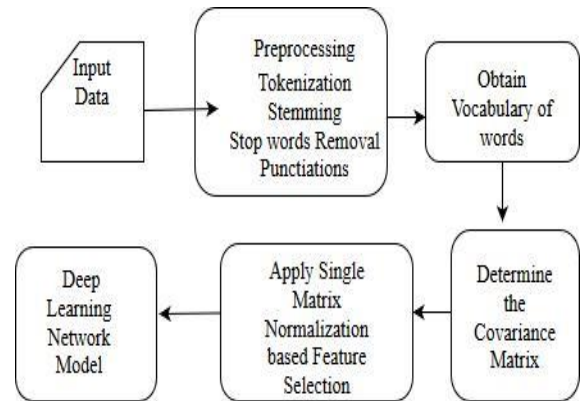 Input
Data
Preprocessing
Tokenization
Stemming
Stop words Removal
Punctiations
Obtain
Vocabulary of
words
Determine
the
Covariance
Matrix
Apply Single
Matrix
Normalization
based Feature
Selection
Deep
Learning
Network
Model